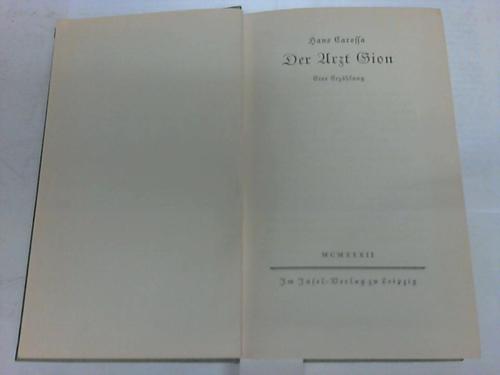 Hans Carossa
Der Arzt Gion
Eine Erzählung
MCMXXXII
Im Insel-Verlag zu Leipzig